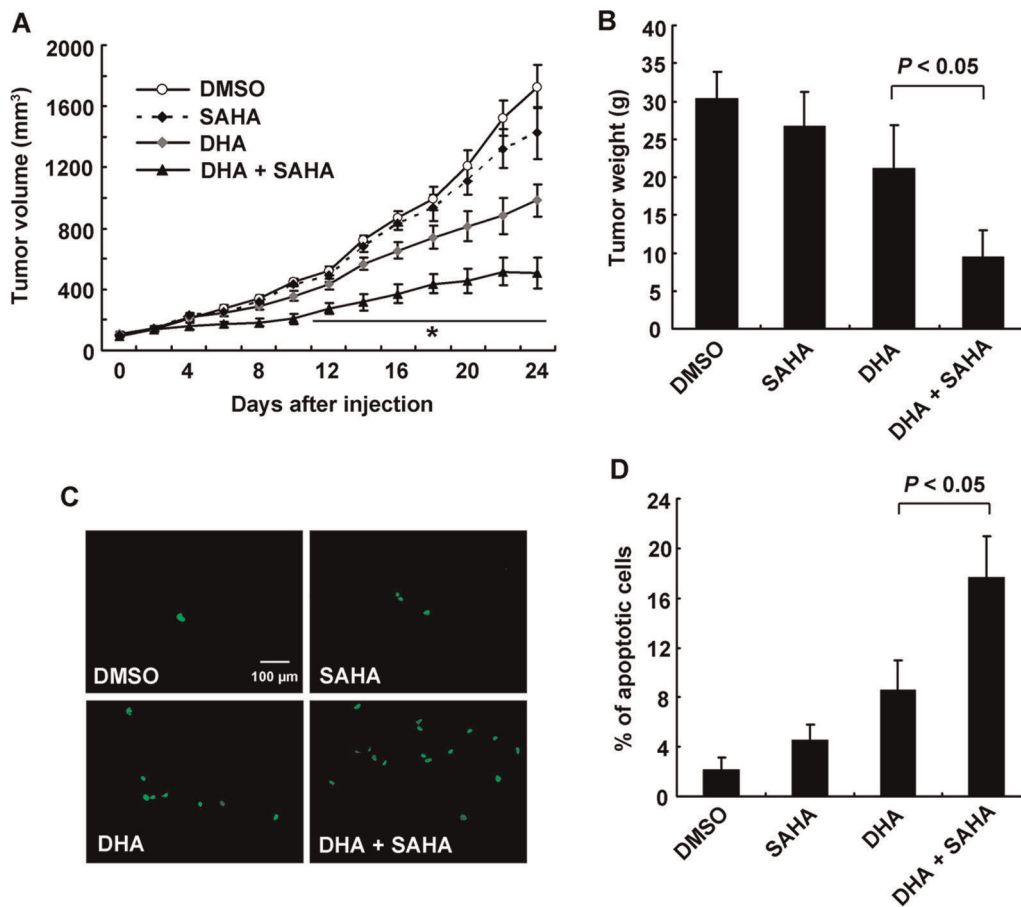 A
2000
1600
1200
800
400
100
0
4
8
12
16
20
24
Tumor volume (mm³)
Days after injection
DMSO
SAHA
DHA
DHA + SAHA
*
B
P < 0.05
40
35
30
25
20
15
10
5
0
Tumor weight (g)
DMSO
SAHA
DHA
DHA + SAHA
C
DMSO
100 µm
SAHA
DHA
DHA + SAHA
D
P < 0.05
24
20
16
12
8
4
0
% of apoptotic cells
DMSO
SAHA
DHA
DHA + SAHA